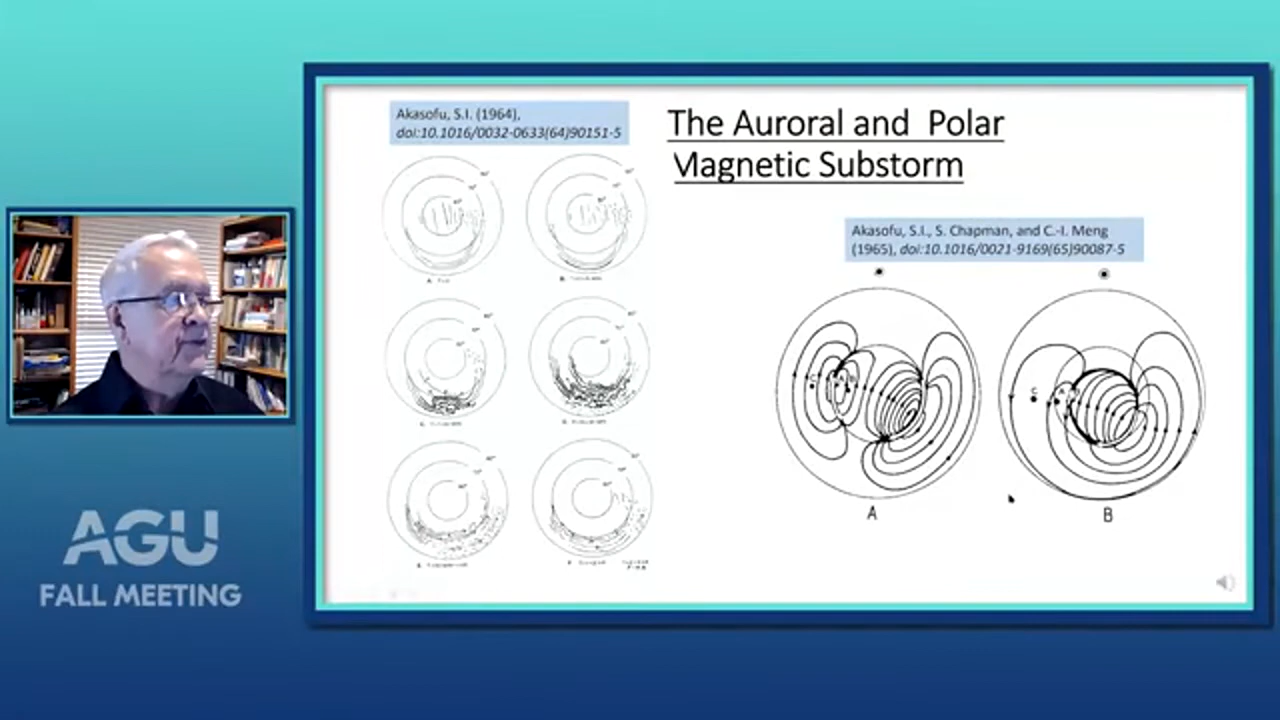 Akasofu, S.I. (1964),
doi:10.1016/0032-0633(64)90151-5
The Auroral and  Polar
Magnetic Substorm
Akasofu, S.I., S. Chapman, and C.-I. Meng
(1965), doi:10.1016/0021-9169(65)90087-5
A
B
AGU
FALL MEETING